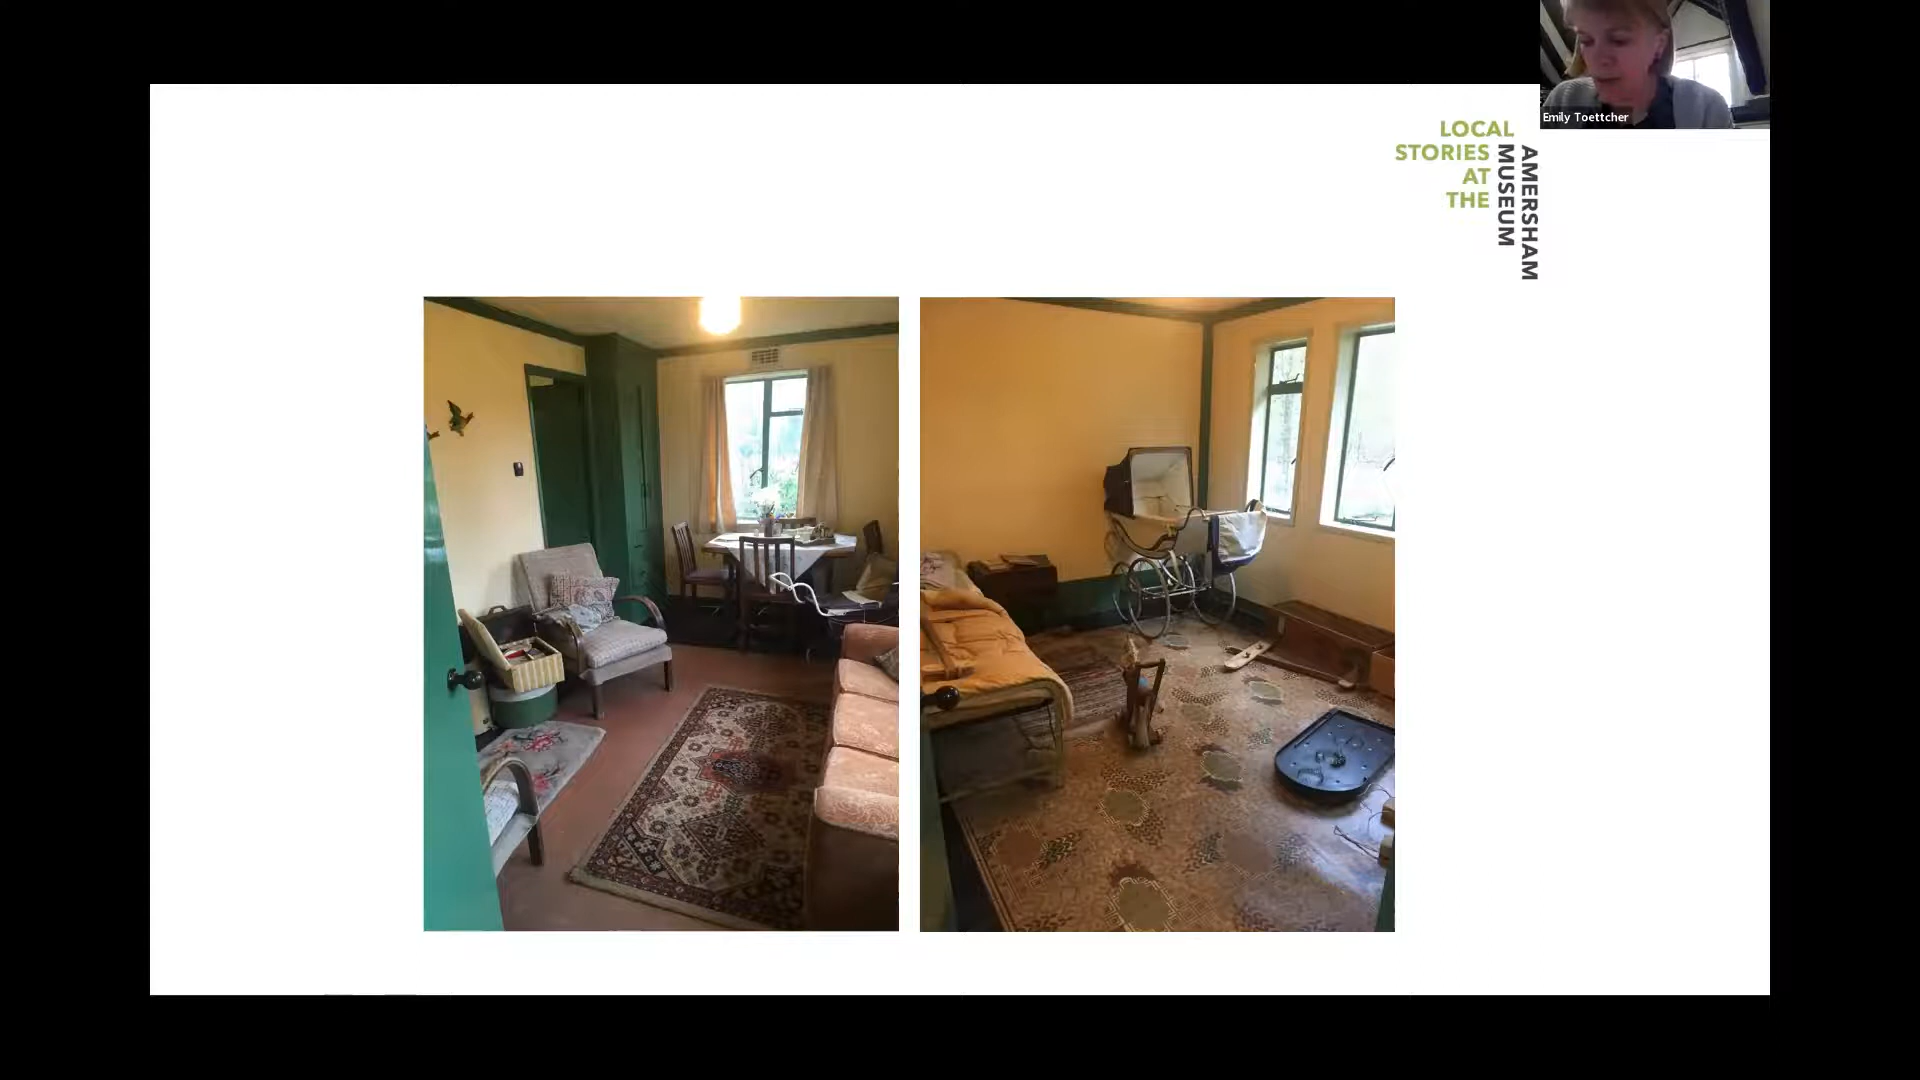 Emily Toettcher
LOCAL
STORIES
AT
THE
AMERSHAM
MUSEUM